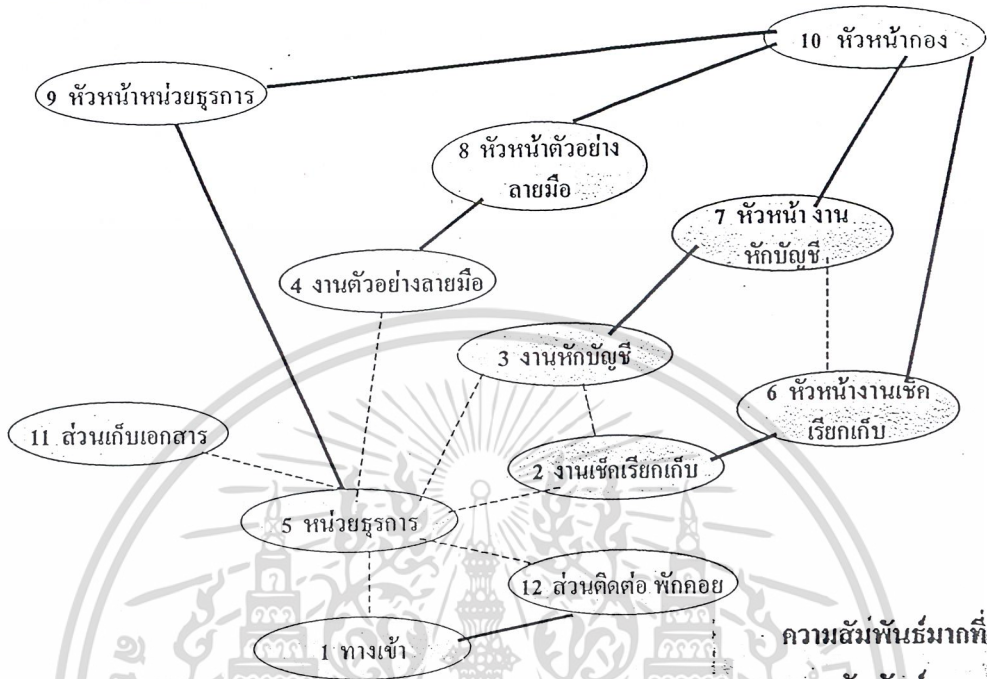 10 หัวหน้ากอง
9 หัวหน้าหน่วยธุรการ
8 หัวหน้าตัวอย่าง
ลายมือ
7 หัวหน้า งาน
หักบัญชี
4 งานตัวอย่างลายมือ
3 งานหักบัญชี
6 หัวหน้างานเช็ค
เรียกเก็บ
11 ส่วนเก็บเอกสาร
2 งานเช็คเรียกเก็บ
5 หน่วยธุรการ
12 ส่วนติดต่อ พักคอย
1 ทางเข้า
ความสัมพันธ์มากที่